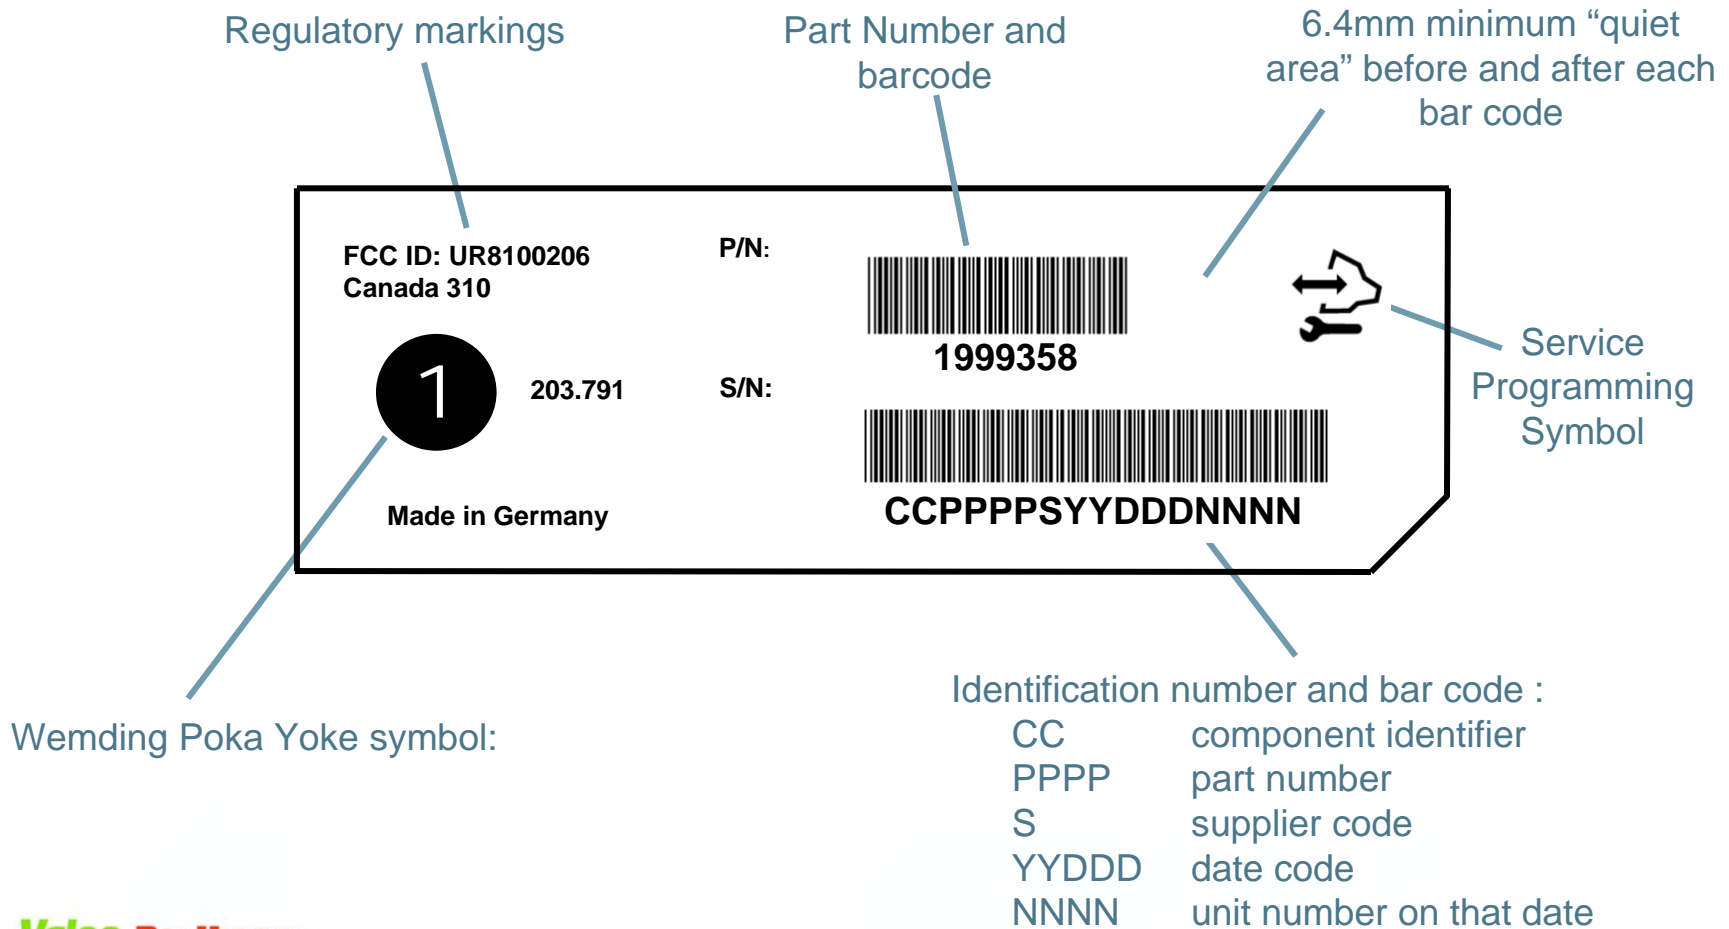 Regulatory markings
Part Number and
barcode
6.4mm minimum “quiet
area” before and after each
bar code
FCC ID: UR8100206
Canada 310
P/N:
1999358
1
203.791
S/N:
Service
Programming
Symbol
Made in Germany
CCPPPPSYYDDDNNNN
Wemding Poka Yoke symbol:
Identification number and bar code :
CC component identifier
PPPP part number
S supplier code
YYDDD date code
NNNN unit number on that date